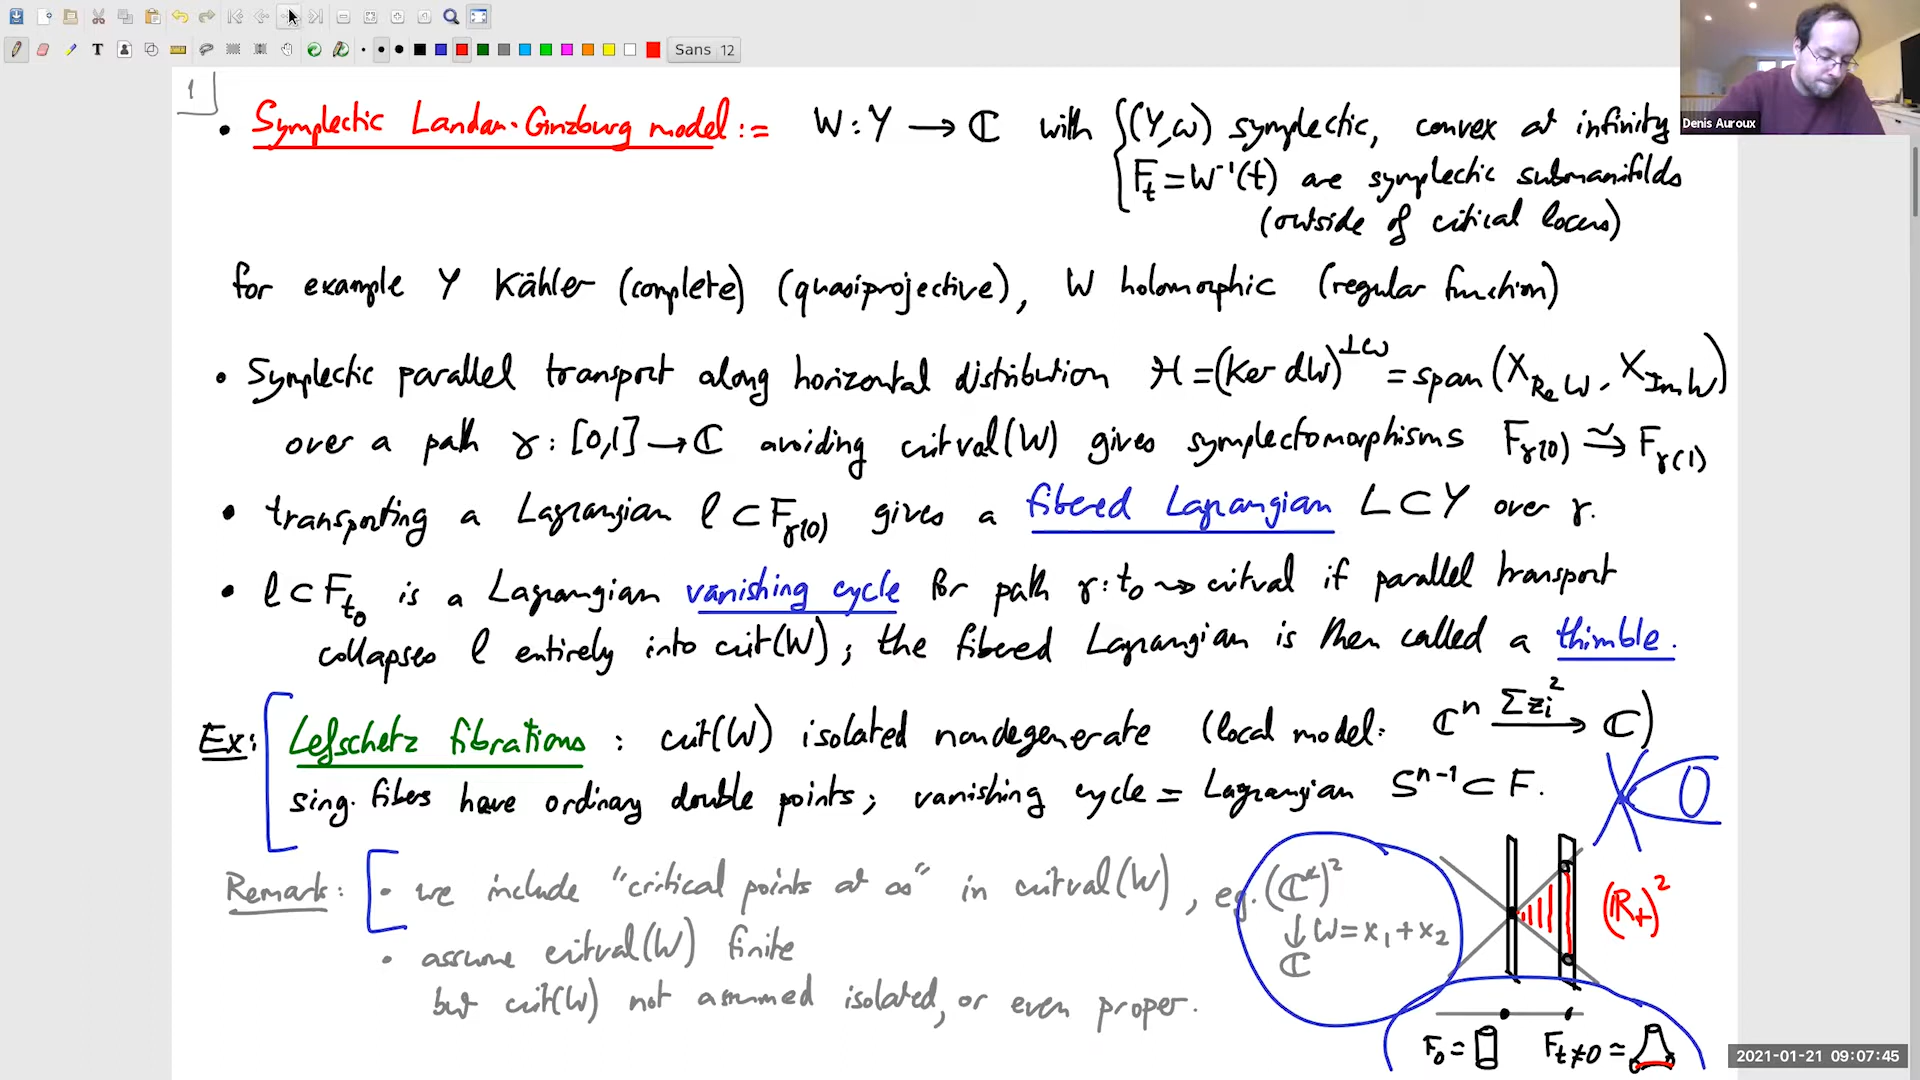 Sans 12
Denis Auroux
1
• Symplectic Landau-Ginzburg model := W : Y → ℂ with { (Y,ω) symplectic, convex at infinity
F_t = W⁻¹(t) are symplectic submanifolds
(outside of critical locus)
for example Y Kähler (complete) (quasiprojective), W holomorphic (regular function)
• Symplectic parallel transport along horizontal distribution H = (Ker dW)^⊥ω = span (X_Re W, X_Im W)
over a path γ : [0,1] → ℂ avoiding critval(W) gives symplectomorphisms F_γ(0) ≃→ F_γ(1)
• transporting a Lagrangian ℓ ⊂ F_γ(0) gives a fibered Lagrangian L ⊂ Y over γ.
• ℓ ⊂ F_t₀ is a Lagrangian vanishing cycle for path γ : t₀ ⇝ critval if parallel transport
collapses ℓ entirely into crit(W) ; the fibered Lagrangian is then called a thimble.
Ex: Lefschetz fibrations : crit(W) isolated nondegenerate (local model: ℂⁿ —Σz_i²→ ℂ)
sing. fibers have ordinary double points ; vanishing cycle = Lagrangian Sⁿ⁻¹ ⊂ F.
Remark: • we include "critical points at ∞" in critval(W), eg. (ℂ*)²
↓ W = x₁ + x₂
ℂ
(ℝ₊)²
• assume critval(W) finite
but crit(W) not assumed isolated, or even proper.
F₀ = F_t≠0 ≃
2021-01-21 09:07:45